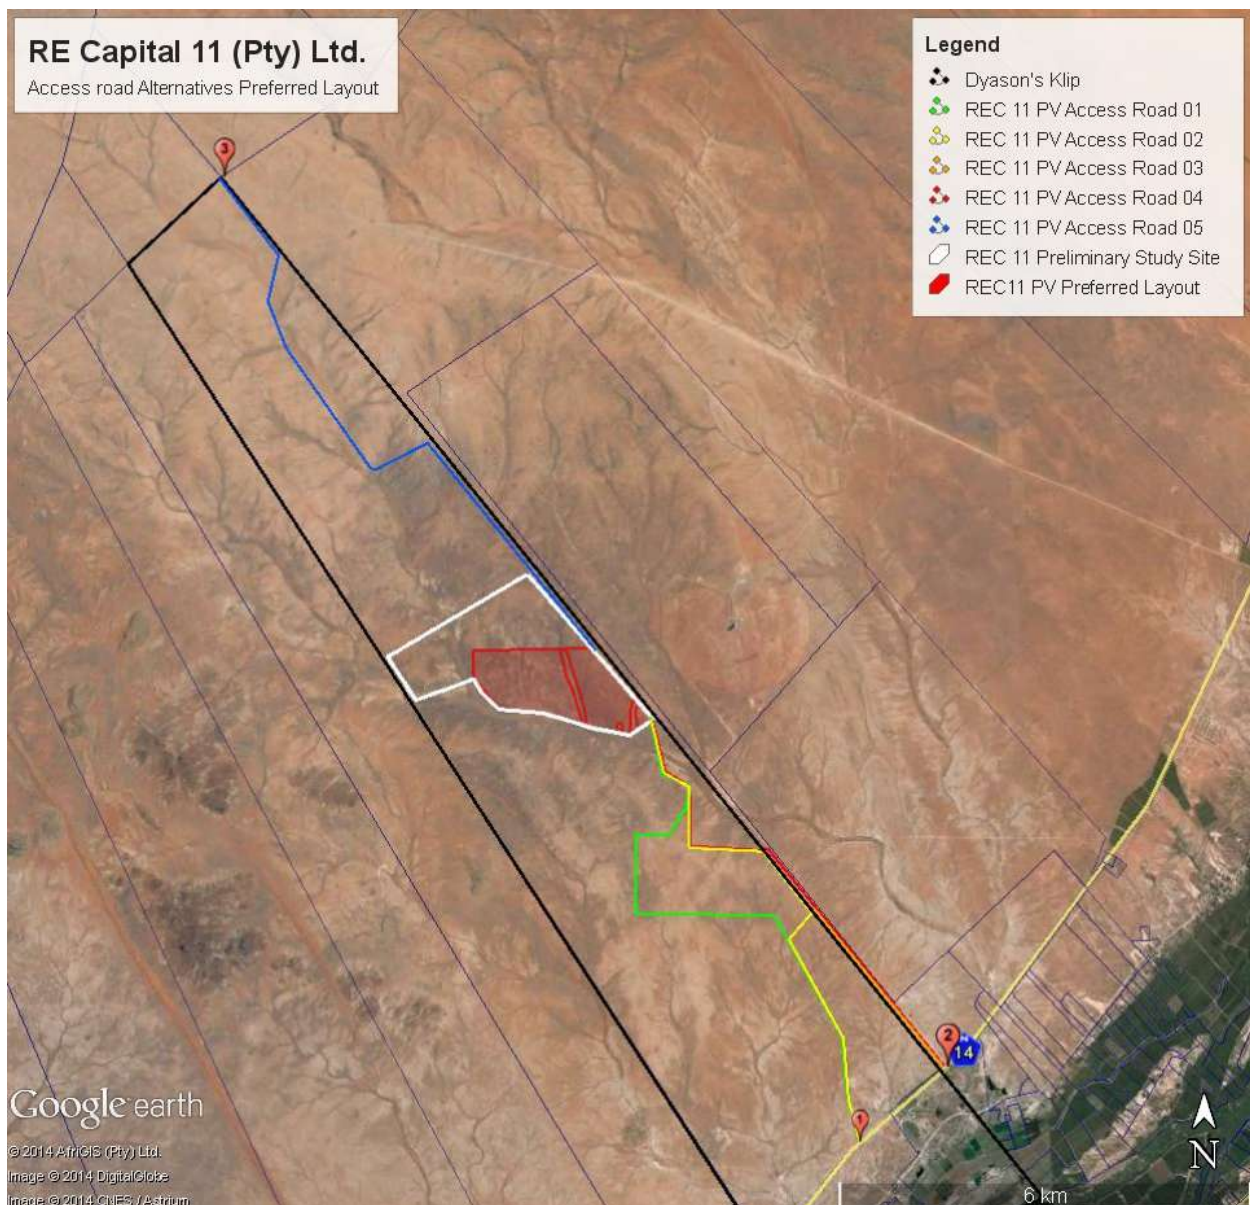 RE Capital 11 (Pty) Ltd.
Access road Alternatives Preferred Layout
Legend
Dyason's Klip
REC 11 PV Access Road 01
REC 11 PV Access Road 02
REC 11 PV Access Road 03
REC 11 PV Access Road 04
REC 11 PV Access Road 05
REC 11 Preliminary Study Site
REC11 PV Preferred Layout
3
2
N
14
1
Google earth
© 2014 AfriGIS (Pty) Ltd.
Image © 2014 DigitalGlobe
Image © 2014 CNES / Astrium
N
6 km